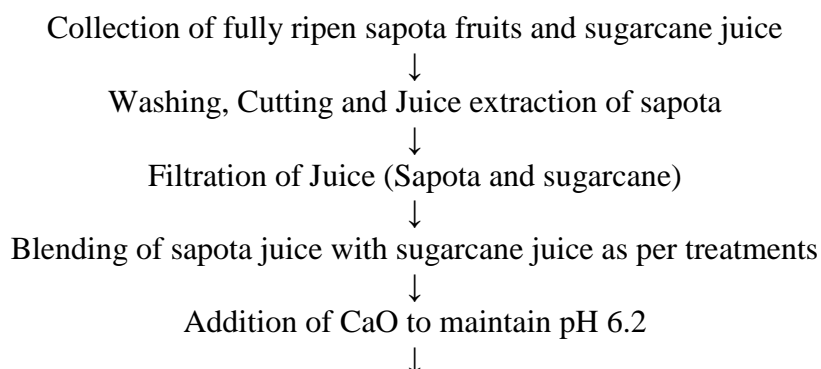 Collection of fully ripen sapota fruits and sugarcane juice
↓
Washing, Cutting and Juice extraction of sapota
↓
Filtration of Juice (Sapota and sugarcane)
↓
Blending of sapota juice with sugarcane juice as per treatments
↓
Addition of CaO to maintain pH 6.2
↓